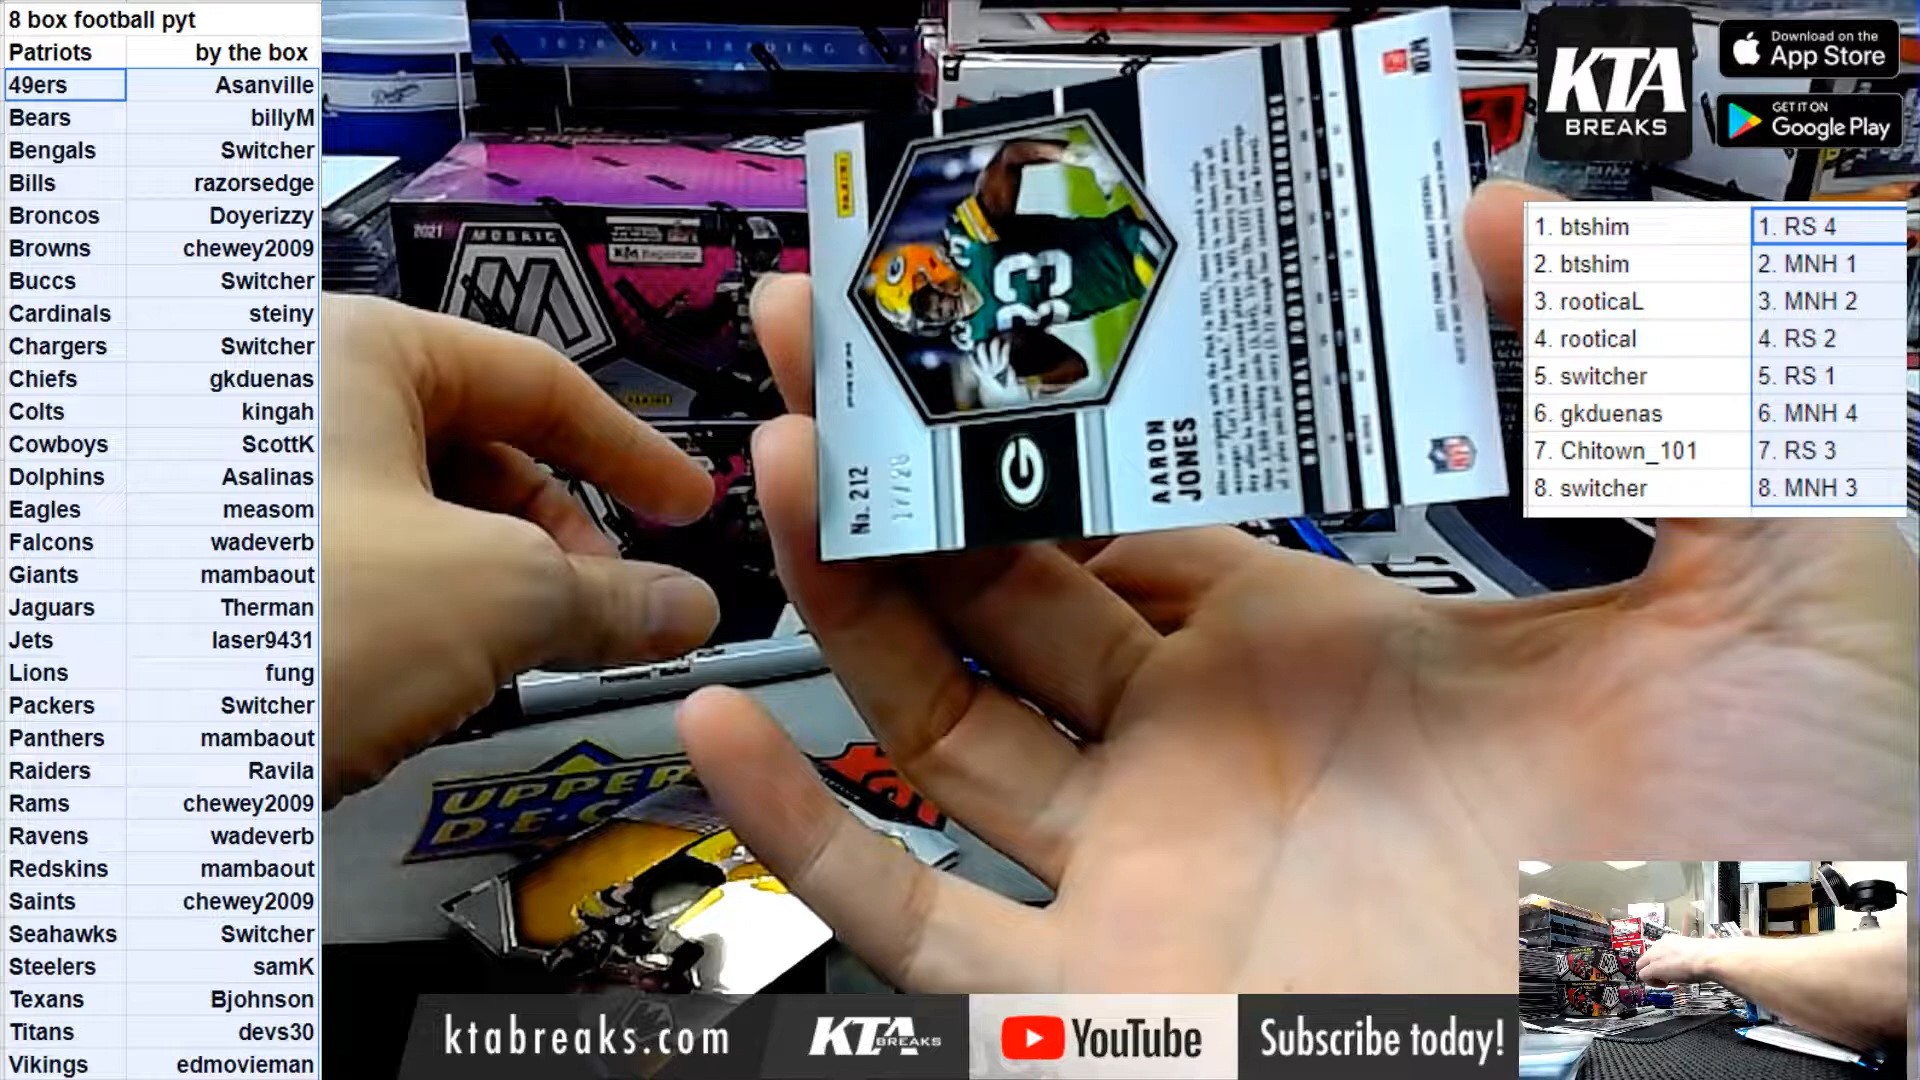 8 box football pyt
Patriots by the box
49ers Asanville
Bears billyM
Bengals Switcher
Bills razorsedge
Broncos Doyerizzy
Browns chewey2009
Buccs Switcher
Cardinals steiny
Chargers Switcher
Chiefs gkduenas
Colts kingah
Cowboys ScottK
Dolphins Asalinas
Eagles measom
Falcons wadeverb
Giants mambaout
Jaguars Therman
Jets laser9431
Lions fung
Packers Switcher
Panthers mambaout
Raiders Ravila
Rams chewey2009
Ravens wadeverb
Redskins mambaout
Saints chewey2009
Seahawks Switcher
Steelers samK
Texans Bjohnson
Titans devs30
Vikings edmovieman
2021
MOSAIC
PANINI
No. 212
G
AARON
JONES
33
NATIONAL FOOTBALL CONFERENCE
NFL
UPPER
DECK
KTA
BREAKS
Download on the
App Store
GET IT ON
Google Play
1. btshim 1. RS 4
2. btshim 2. MNH 1
3. rooticaL 3. MNH 2
4. rootical 4. RS 2
5. switcher 5. RS 1
6. gkduenas 6. MNH 4
7. Chitown_101 7. RS 3
8. switcher 8. MNH 3
ktabreaks.com
KTA
BREAKS
YouTube
Subscribe today!